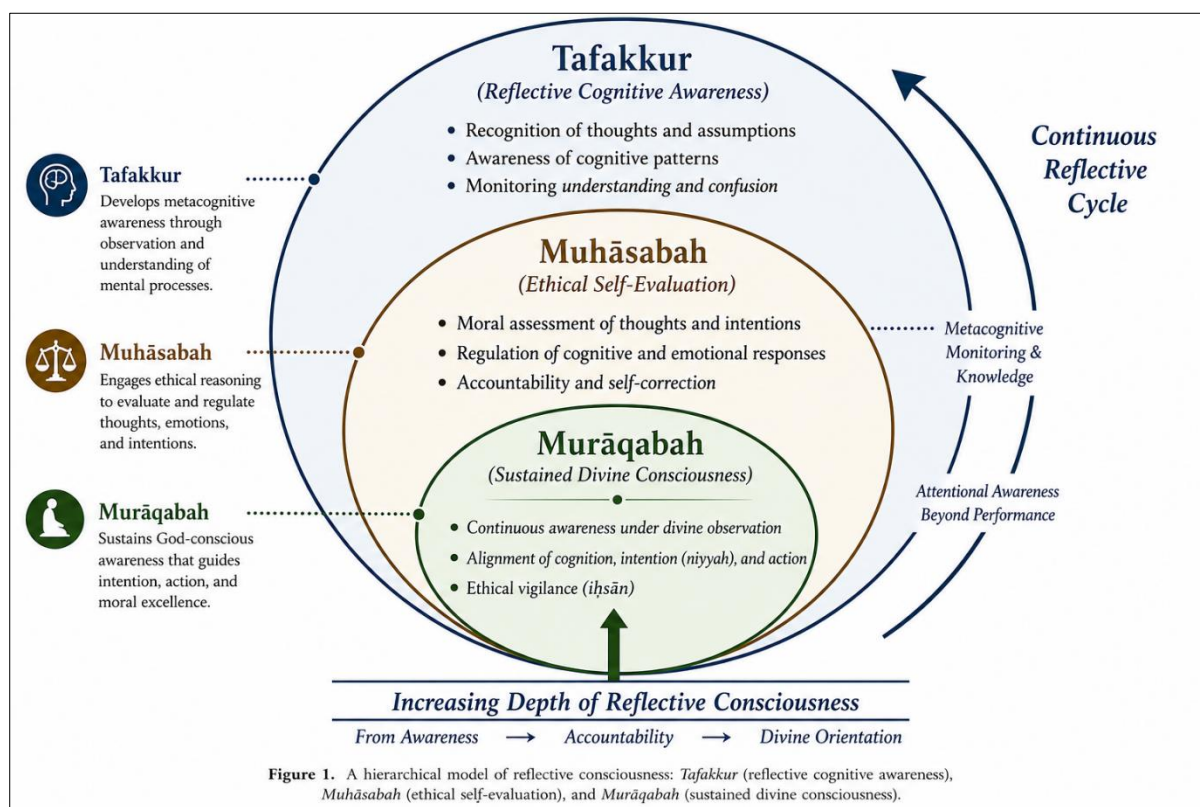 Tafakkur
(Reflective Cognitive Awareness)
• Recognition of thoughts and assumptions
• Awareness of cognitive patterns
• Monitoring understanding and confusion
Muhāsabah
(Ethical Self-Evaluation)
• Moral assessment of thoughts and intentions
• Regulation of cognitive and emotional responses
• Accountability and self-correction
Murāqabah
(Sustained Divine Consciousness)
• Continuous awareness under divine observation
• Alignment of cognition, intention (niyyah), and action
• Ethical vigilance (iḥsān)
Tafakkur
Develops metacognitive
awareness through
observation and
understanding of
mental processes.
Muhāsabah
Engages ethical reasoning
to evaluate and regulate
thoughts, emotions,
and intentions.
Murāqabah
Sustains God-conscious
awareness that guides
intention, action, and
moral excellence.
Continuous
Reflective
Cycle
Metacognitive
Monitoring &
Knowledge
Attentional Awareness
Beyond Performance
Increasing Depth of Reflective Consciousness
From Awareness → Accountability → Divine Orientation
Figure 1. A hierarchical model of reflective consciousness: Tafakkur (reflective cognitive awareness),
Muhāsabah (ethical self-evaluation), and Murāqabah (sustained divine consciousness).